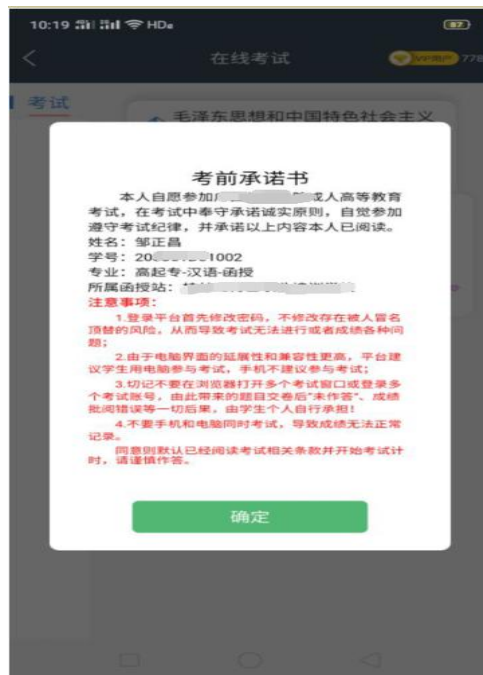 10:19 HD
87
在线考试
VIP用户 778
考试
毛泽东思想和中国特色社会主义
考前承诺书
本人自愿参加 成人高等教育
考试，在考试中奉守承诺诚实原则，自觉参加
遵守考试纪律，并承诺以上内容本人已阅读。
姓名：邹正昌
学号：20 1002
专业：高起专-汉语-函授
所属函授站：
注意事项：
1.登录平台首先修改密码，不修改存在被人冒名
顶替的风险，从而导致考试无法进行或者成绩各种问
题；
2.由于电脑界面的延展性和兼容性更高，平台建
议学生用电脑参与考试，手机不建议参与考试；
3.切记不要在浏览器打开多个考试窗口或登录多
个考试账号，由此带来的题目交卷后"未作答"、成绩
批阅错误等一切后果，由学生个人自行承担！
4.不要手机和电脑同时考试，导致成绩无法正常
记录。
同意则默认已经阅读考试相关条款并开始考试计
时，请谨慎作答。
确定